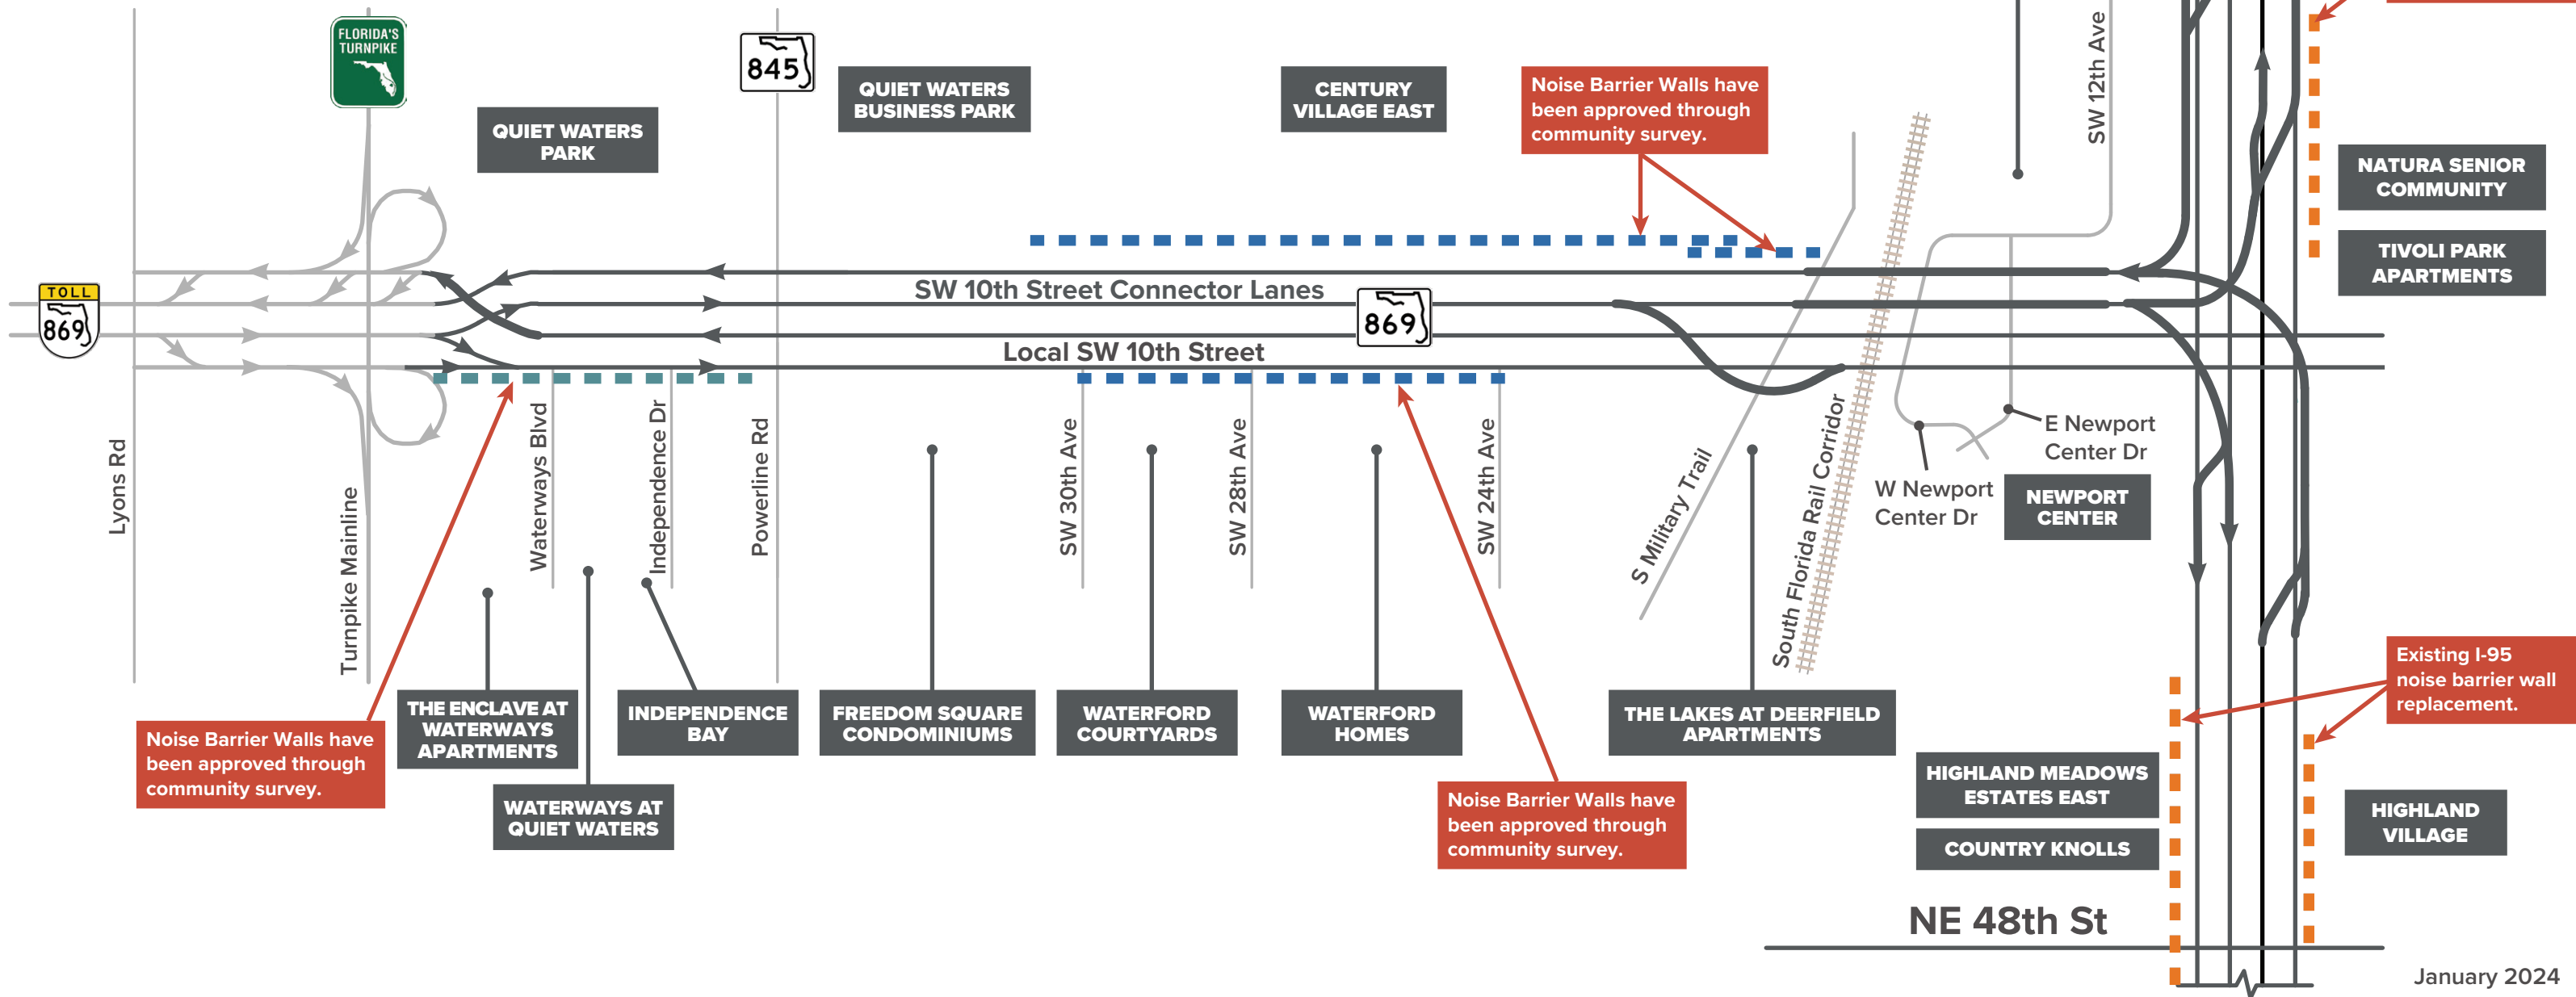 FLORIDA'S
TURNPIKE
845
QUIET WATERS
PARK
QUIET WATERS
BUSINESS PARK
CENTURY
VILLAGE EAST
Noise Barrier Walls have
been approved through
community survey.
SW 12th Ave
NATURA SENIOR
COMMUNITY
TIVOLI PARK
APARTMENTS
TOLL
869
SW 10th Street Connector Lanes
869
Local SW 10th Street
Lyons Rd
Turnpike Mainline
Waterways Blvd
Independence Dr
Powerline Rd
SW 30th Ave
SW 28th Ave
SW 24th Ave
S Military Trail
South Florida Rail Corridor
E Newport
Center Dr
W Newport
Center Dr
NEWPORT
CENTER
Noise Barrier Walls have
been approved through
community survey.
THE ENCLAVE AT
WATERWAYS
APARTMENTS
WATERWAYS AT
QUIET WATERS
INDEPENDENCE
BAY
FREEDOM SQUARE
CONDOMINIUMS
WATERFORD
COURTYARDS
WATERFORD
HOMES
Noise Barrier Walls have
been approved through
community survey.
THE LAKES AT DEERFIELD
APARTMENTS
Existing I-95
noise barrier wall
replacement.
HIGHLAND MEADOWS
ESTATES EAST
COUNTRY KNOLLS
HIGHLAND
VILLAGE
NE 48th St
January 2024